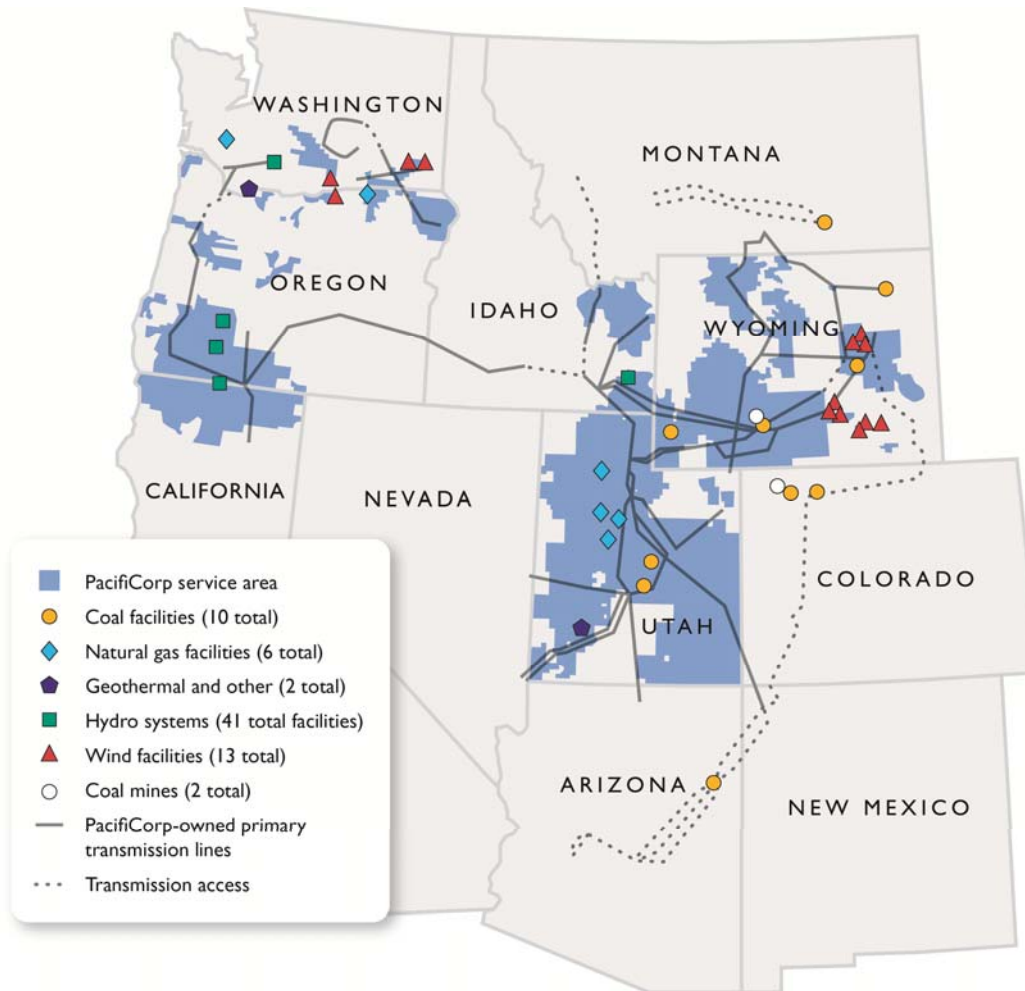 WASHINGTON
MONTANA
OREGON
IDAHO
WYOMING
CALIFORNIA
NEVADA
UTAH
COLORADO
ARIZONA
NEW MEXICO
PacifiCorp service area
Coal facilities (10 total)
Natural gas facilities (6 total)
Geothermal and other (2 total)
Hydro systems (41 total facilities)
Wind facilities (13 total)
Coal mines (2 total)
PacifiCorp-owned primary
transmission lines
Transmission access